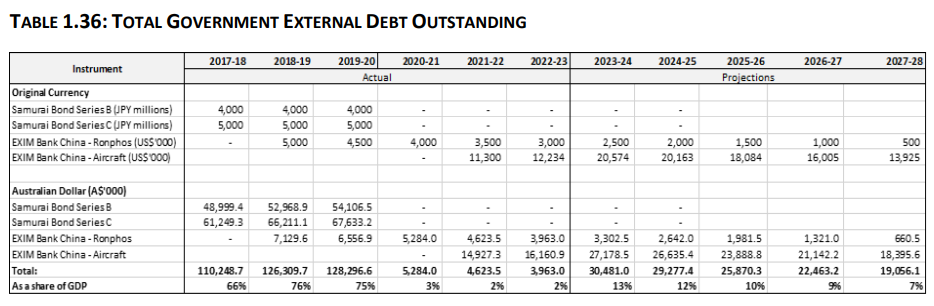 TABLE 1.36: TOTAL GOVERNMENT EXTERNAL DEBT OUTSTANDING
Instrument 2017-18 2018-19 2019-20 2020-21 2021-22 2022-23 2023-24 2024-25 2025-26 2026-27 2027-28
Actual Projections
Original Currency
Samurai Bond Series B (JPY millions) 4,000 4,000 4,000 - - - - -
Samurai Bond Series C (JPY millions) 5,000 5,000 5,000 - - - - -
EXIM Bank China - Ronphos (US$'000) - 5,000 4,500 4,000 3,500 3,000 2,500 2,000 1,500 1,000 500
EXIM Bank China - Aircraft (US$'000) - 11,300 12,234 20,574 20,163 18,084 16,005 13,925
Australian Dollar (A$'000)
Samurai Bond Series B 48,999.4 52,968.9 54,106.5 - - - - -
Samurai Bond Series C 61,249.3 66,211.1 67,633.2 - - - - -
EXIM Bank China - Ronphos - 7,129.6 6,556.9 5,284.0 4,623.5 3,963.0 3,302.5 2,642.0 1,981.5 1,321.0 660.5
EXIM Bank China - Aircraft 14,927.3 16,160.9 27,178.5 26,635.4 23,888.8 21,142.2 18,395.6
Total: 110,248.7 126,309.7 128,296.6 5,284.0 4,623.5 3,963.0 30,481.0 29,277.4 25,870.3 22,463.2 19,056.1
As a share of GDP 66% 76% 75% 3% 2% 2% 13% 12% 10% 9% 7%